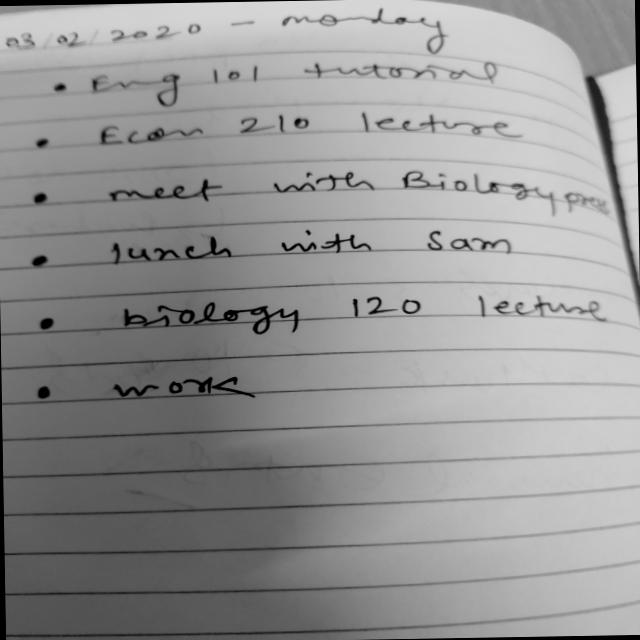 03/02/2020 - monday
• Eng 101 tutorial
• Econ 210 lecture
• meet with Biology prof
• lunch with Sam
• biology 120 lecture
• work